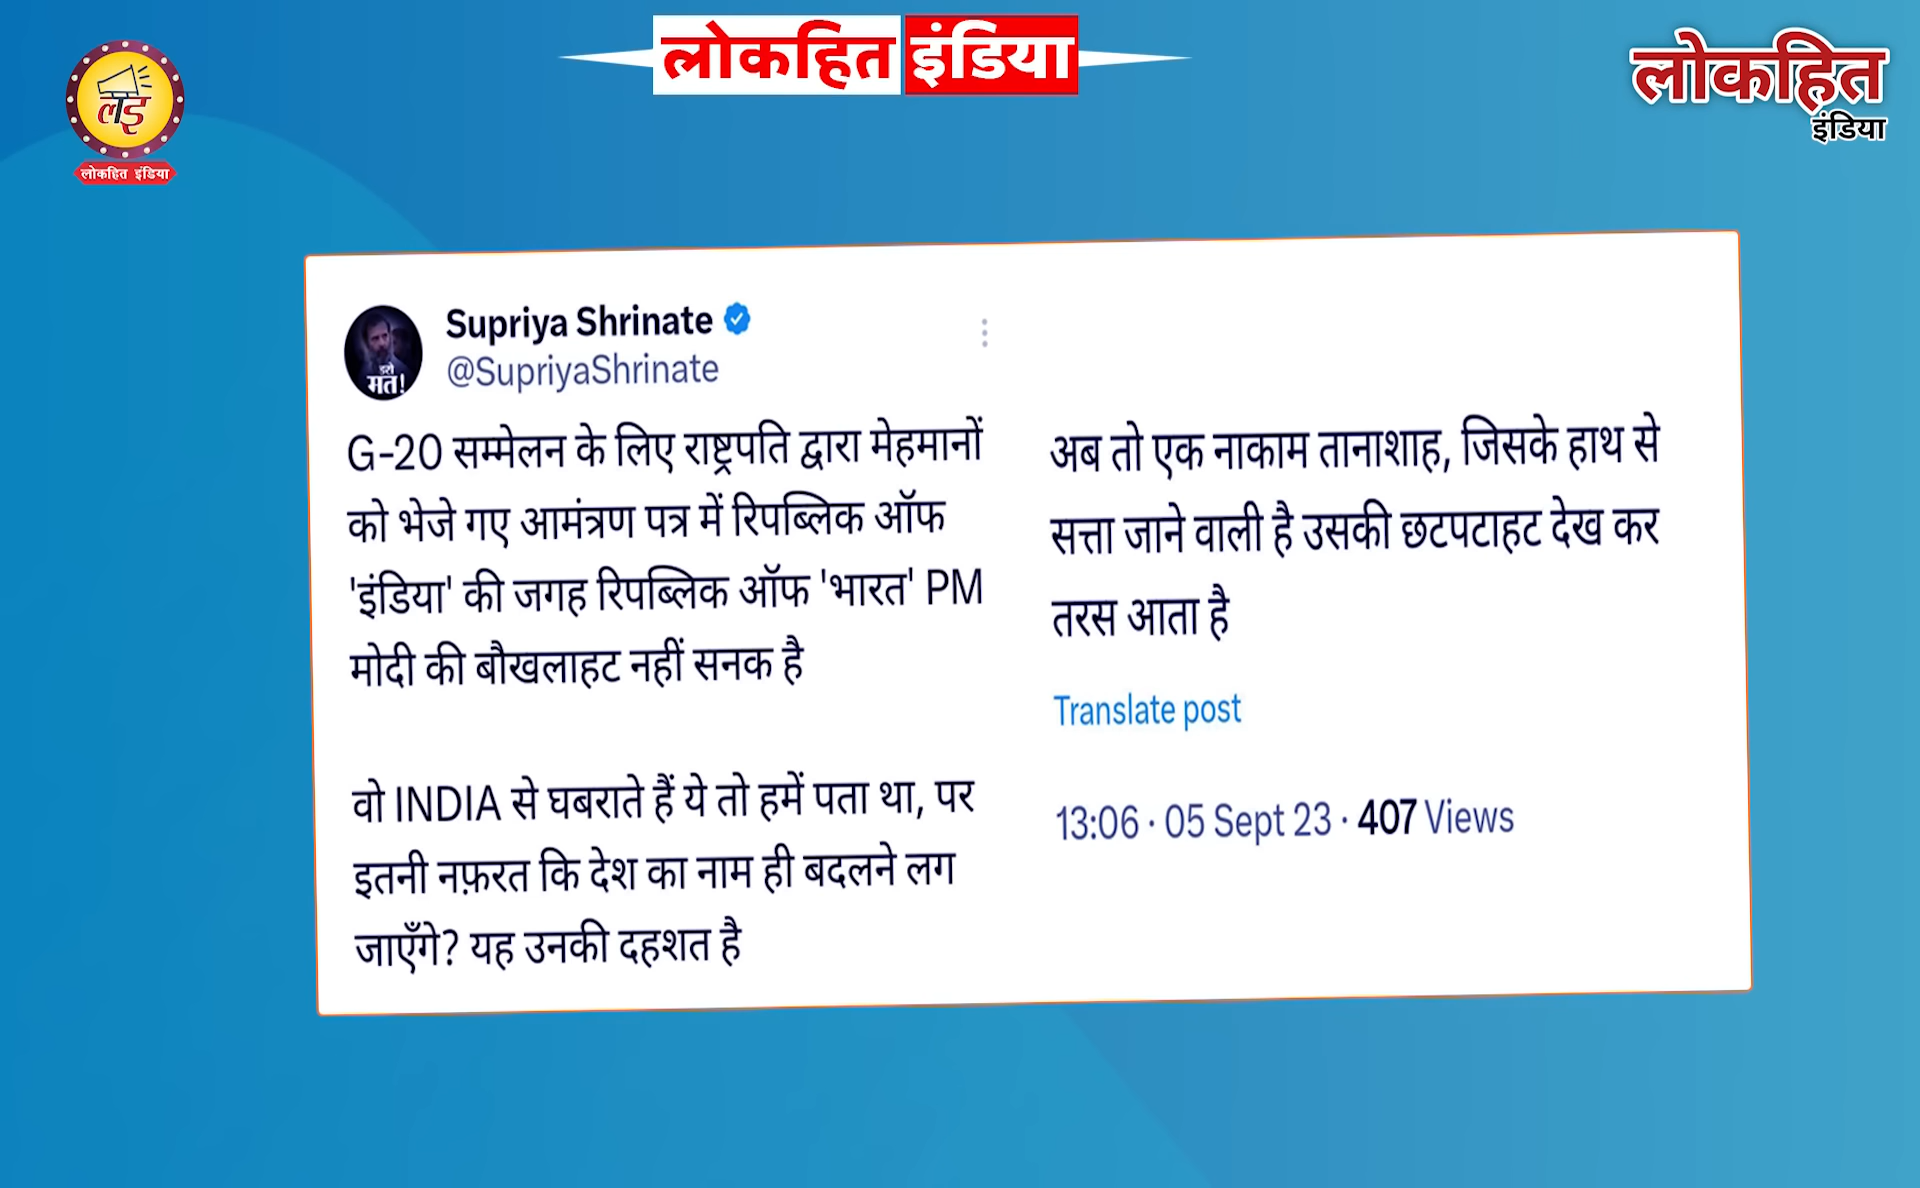 लोकहित इंडिया
लइ
लोकहित इंडिया
लोकहित
इंडिया
Supriya Shrinate
@SupriyaShrinate
डरो
मत!
G-20 सम्मेलन के लिए राष्ट्रपति द्वारा मेहमानों
को भेजे गए आमंत्रण पत्र में रिपब्लिक ऑफ
'इंडिया' की जगह रिपब्लिक ऑफ 'भारत' PM
मोदी की बौखलाहट नहीं सनक है
वो INDIA से घबराते हैं ये तो हमें पता था, पर
इतनी नफ़रत कि देश का नाम ही बदलने लग
जाएँगे? यह उनकी दहशत है
अब तो एक नाकाम तानाशाह, जिसके हाथ से
सत्ता जाने वाली है उसकी छटपटाहट देख कर
तरस आता है
Translate post
13:06 · 05 Sept 23 · 407 Views